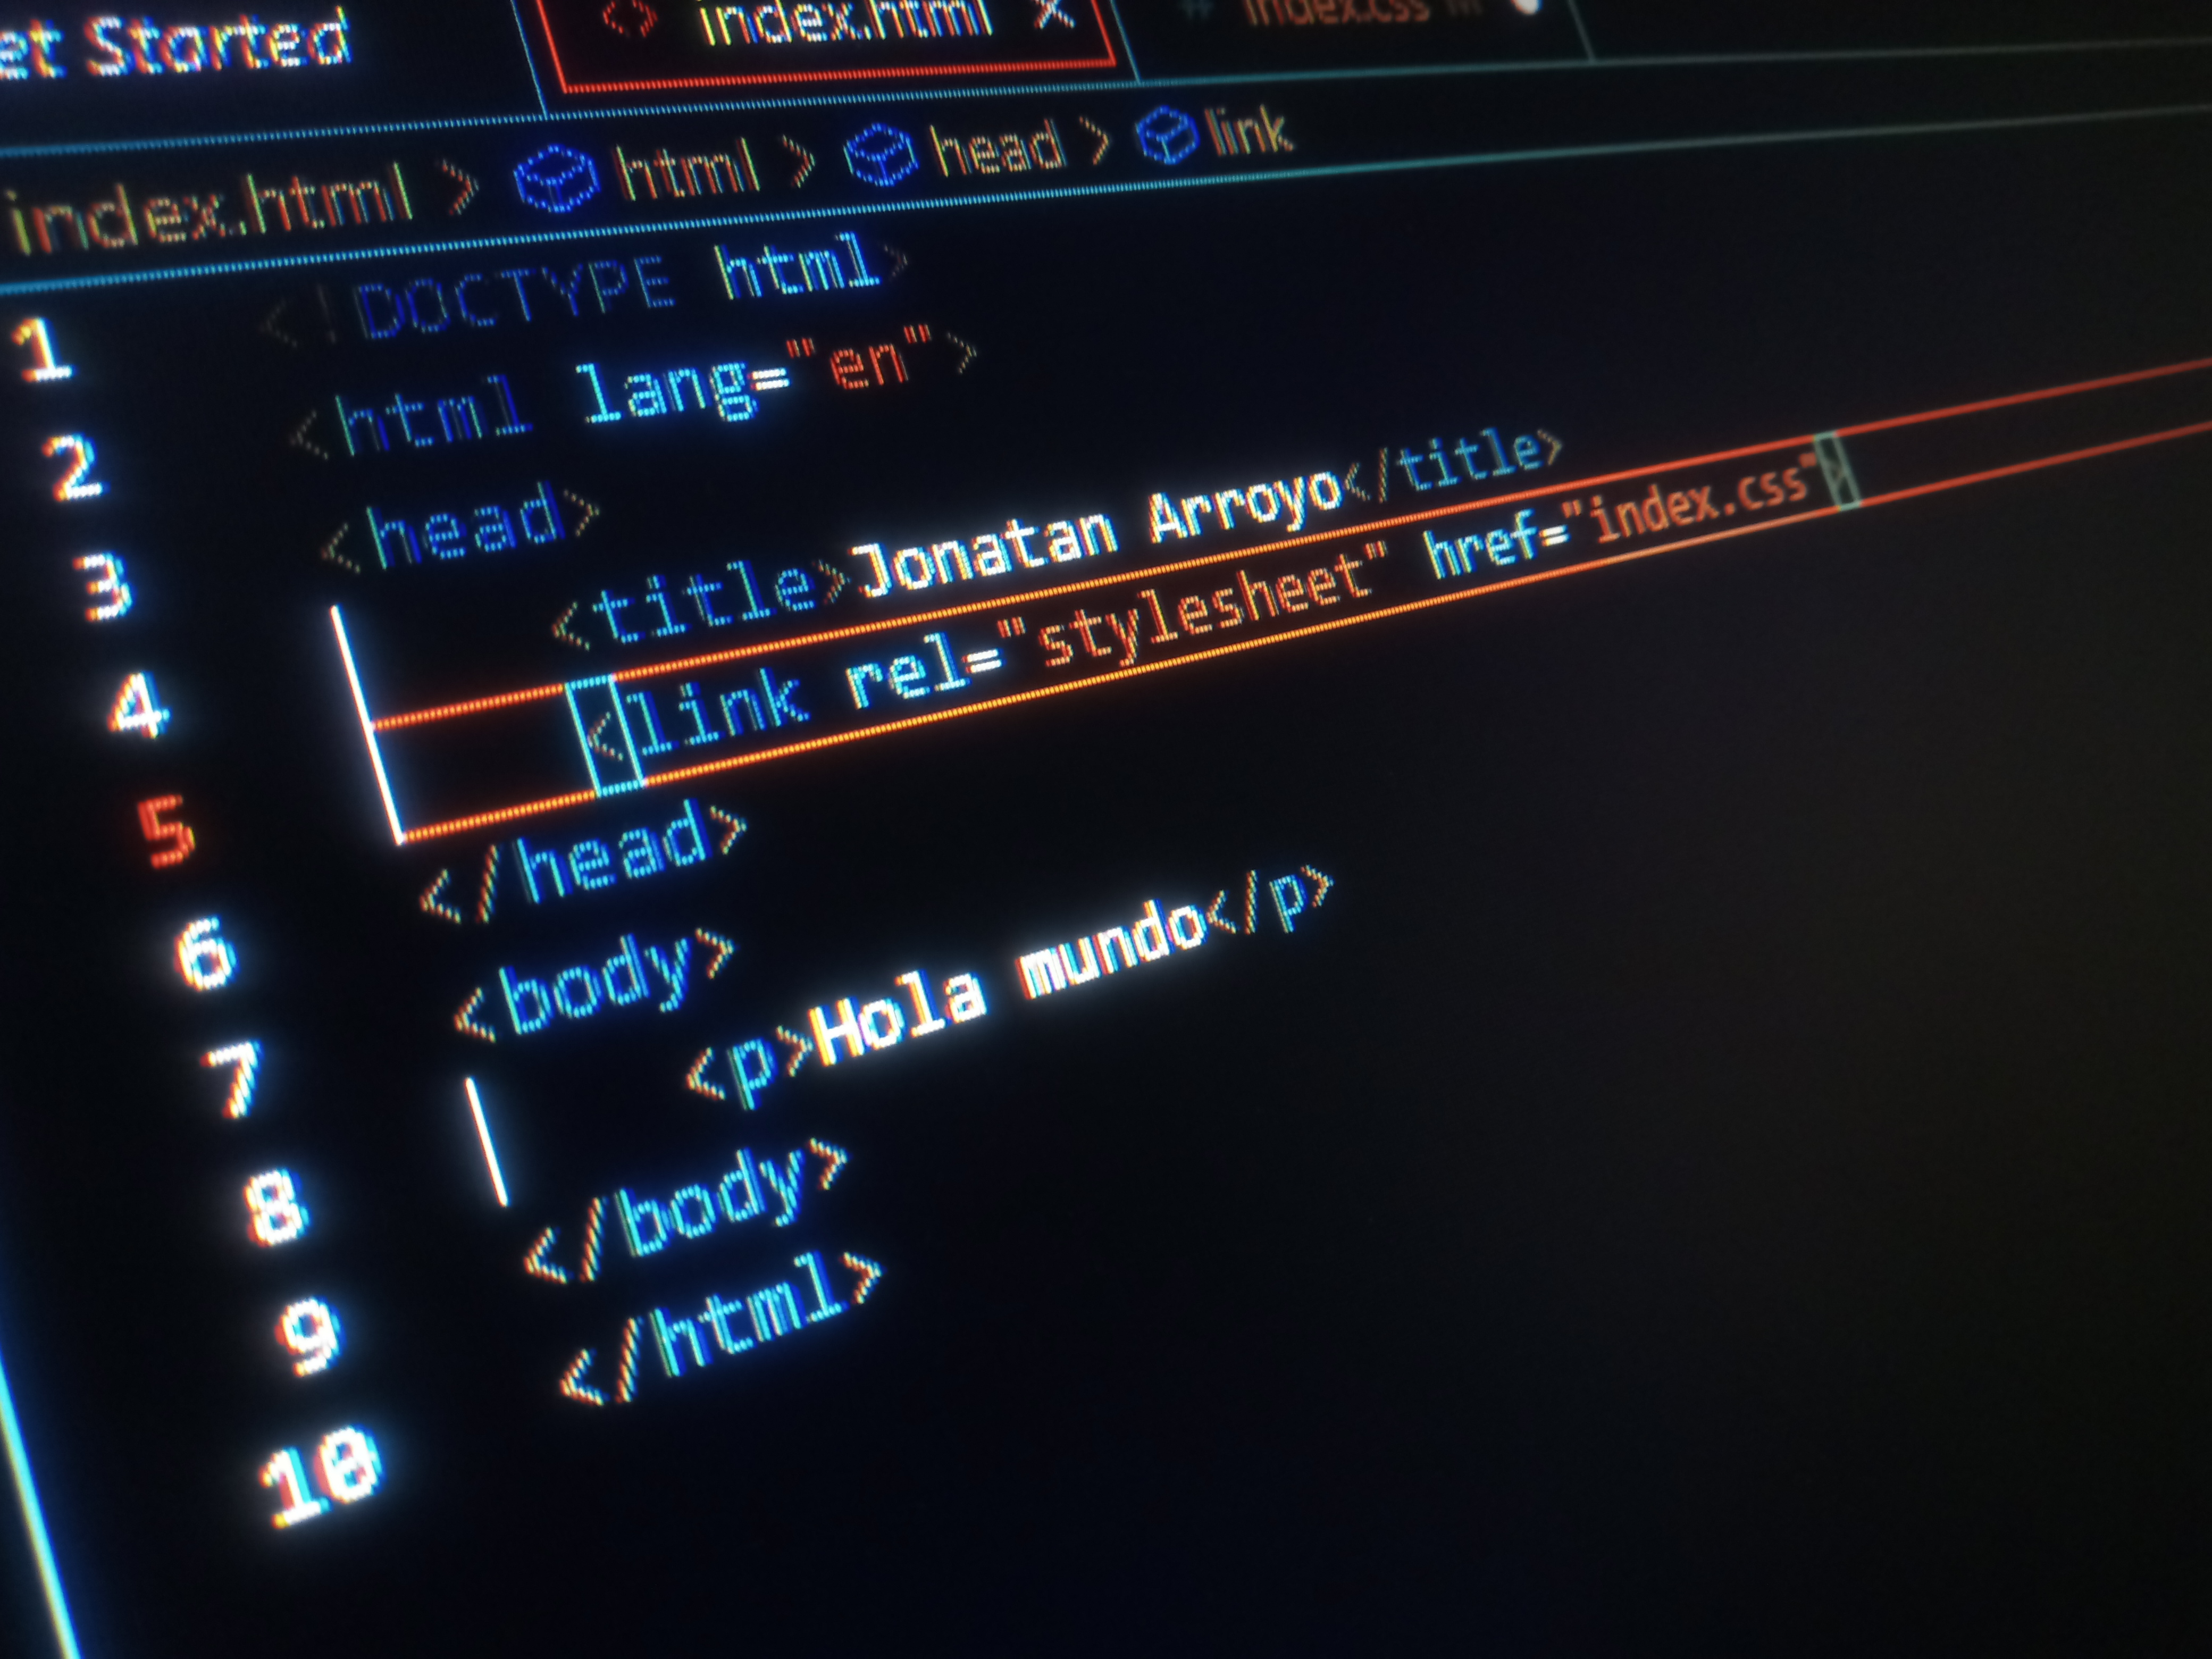 et Started index.html index.css M
index.html > html > head > link
1 <!DOCTYPE html>
2 <html lang="en">
3 <head>
4 <title>Jonatan Arroyo</title>
5 <link rel="stylesheet" href="index.css">
6 </head>
7 <body>
8 <p>Hola mundo</p>
9 </body>
10 </html>